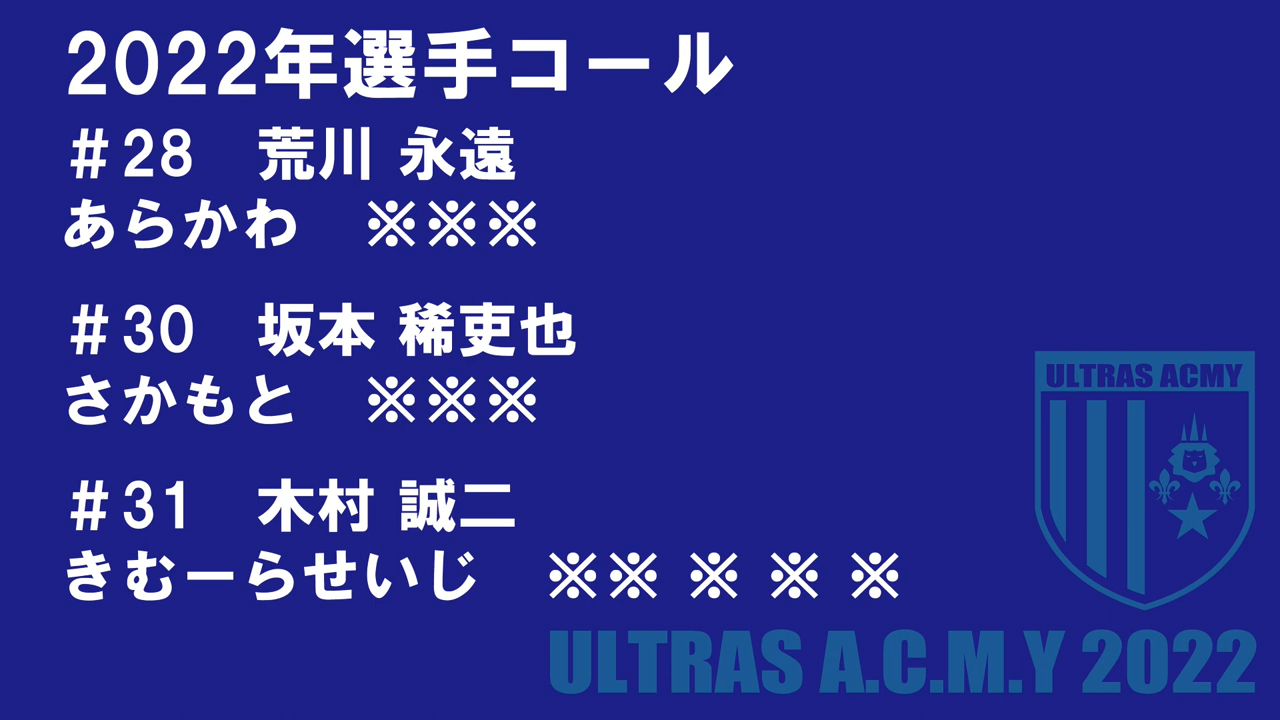 2022年選手コール
#28　荒川 永遠
あらかわ　※※※
#30　坂本 稀吏也
さかもと　※※※
#31　木村 誠二
きむーらせいじ　※※ ※ ※ ※
ULTRAS ACMY
ULTRAS A.C.M.Y 2022